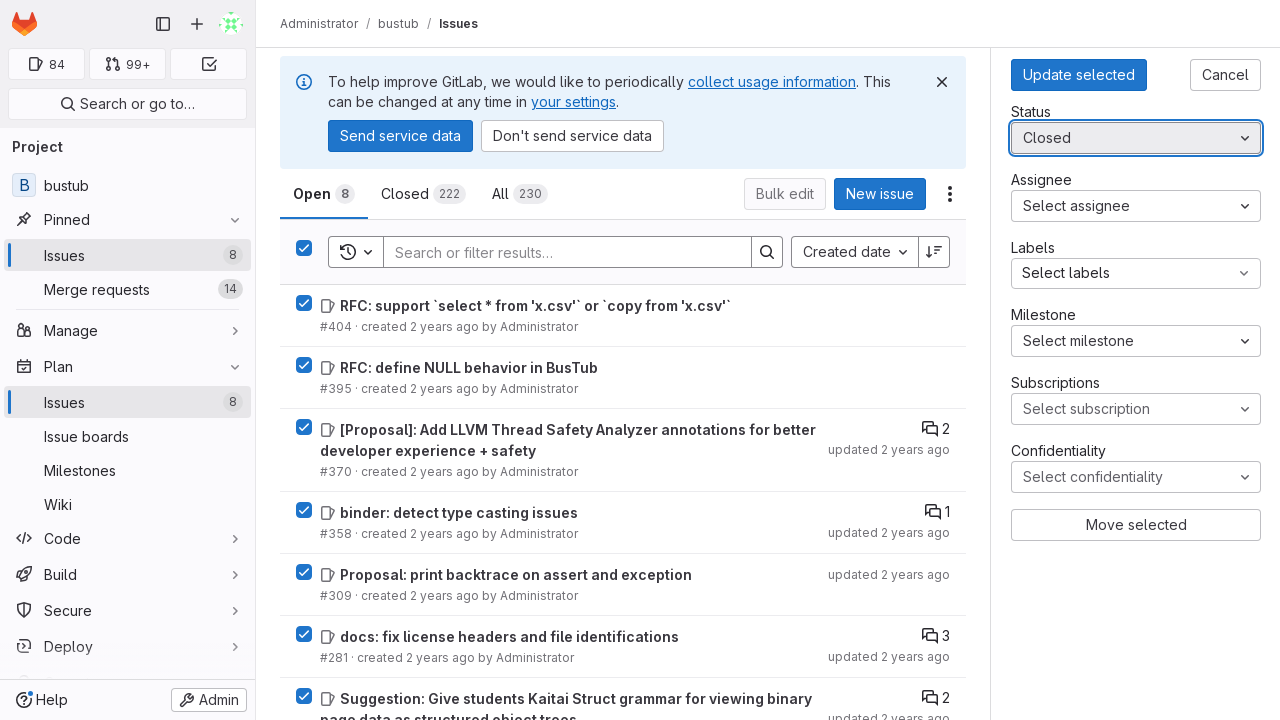 Administrator / bustub / Issues
84
99+
Search or go to…
Project
B bustub
Pinned
Issues 8
Merge requests 14
Manage
Plan
Issues 8
Issue boards
Milestones
Wiki
Code
Build
Secure
Deploy
Help
Admin
To help improve GitLab, we would like to periodically collect usage information. This
can be changed at any time in your settings.
Send service data
Don't send service data
Open 8
Closed 222
All 230
Bulk edit
New issue
Search or filter results…
Created date
RFC: support `select * from 'x.csv'` or `copy from 'x.csv'`
#404 · created 2 years ago by Administrator
RFC: define NULL behavior in BusTub
#395 · created 2 years ago by Administrator
[Proposal]: Add LLVM Thread Safety Analyzer annotations for better
developer experience + safety
#370 · created 2 years ago by Administrator
2
updated 2 years ago
binder: detect type casting issues
#358 · created 2 years ago by Administrator
1
updated 2 years ago
Proposal: print backtrace on assert and exception
#309 · created 2 years ago by Administrator
updated 2 years ago
docs: fix license headers and file identifications
#281 · created 2 years ago by Administrator
3
updated 2 years ago
Suggestion: Give students Kaitai Struct grammar for viewing binary
page data as structured object trees
2
updated 2 years ago
Update selected
Cancel
Status
Closed
Assignee
Select assignee
Labels
Select labels
Milestone
Select milestone
Subscriptions
Select subscription
Confidentiality
Select confidentiality
Move selected